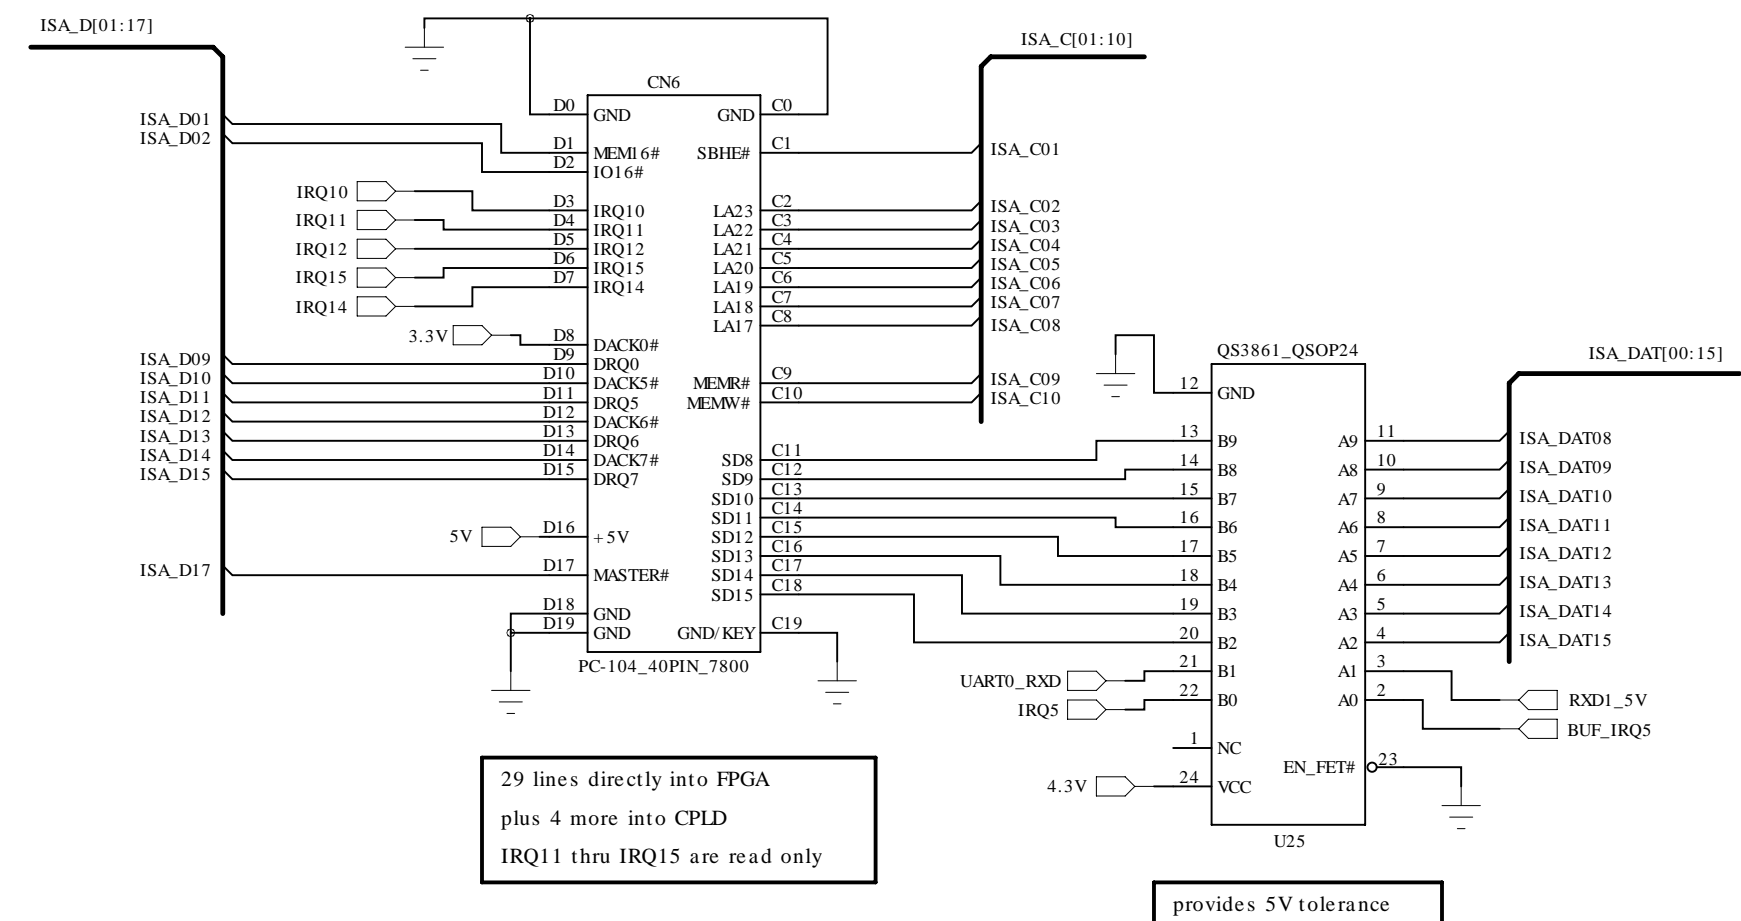 ISA_D[01:17]
ISA_C[01:10]
CN6
D0 GND GND C0
ISA_D01
ISA_D02
D1 MEM16# SBHE# C1 ISA_C01
D2 IO16#
IRQ10 D3 IRQ10 LA23 C2 ISA_C02
IRQ11 D4 IRQ11 LA22 C3 ISA_C03
IRQ12 D5 IRQ12 LA21 C4 ISA_C04
IRQ15 D6 IRQ15 LA20 C5 ISA_C05
IRQ14 D7 IRQ14 LA19 C6 ISA_C06
LA18 C7 ISA_C07
LA17 C8 ISA_C08
3.3V D8 DACK0#
ISA_D09 D9 DRQ0
ISA_D10 D10 DACK5# MEMR# C9 ISA_C09
ISA_D11 D11 DRQ5 MEMW# C10 ISA_C10
ISA_D12 D12 DACK6#
ISA_D13 D13 DRQ6
ISA_D14 D14 DACK7# SD8 C11
ISA_D15 D15 DRQ7 SD9 C12
SD10 C13
SD11 C14
5V D16 +5V SD12 C15
SD13 C16
ISA_D17 D17 MASTER# SD14 C17
SD15 C18
D18 GND
D19 GND GND/KEY C19
PC-104_40PIN_7800
QS3861_QSOP24
ISA_DAT[00:15]
12 GND
13 B9 A9 11 ISA_DAT08
14 B8 A8 10 ISA_DAT09
15 B7 A7 9 ISA_DAT10
16 B6 A6 8 ISA_DAT11
17 B5 A5 7 ISA_DAT12
18 B4 A4 6 ISA_DAT13
19 B3 A3 5 ISA_DAT14
20 B2 A2 4 ISA_DAT15
UART0_RXD 21 B1 A1 3 RXD1_5V
IRQ5 22 B0 A0 2 BUF_IRQ5
1 NC
EN_FET# 23
4.3V 24 VCC
U25
29 lines directly into FPGA
plus 4 more into CPLD
IRQ11 thru IRQ15 are read only
provides 5V tolerance